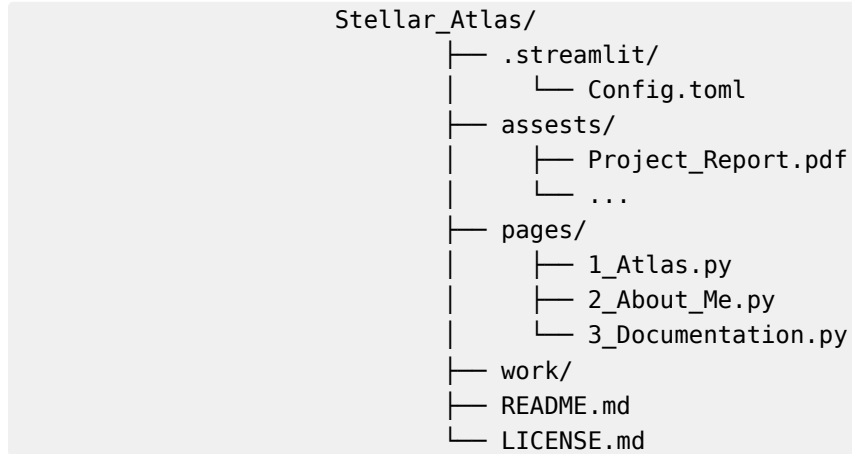 Stellar_Atlas/
├── .streamlit/
│   └── Config.toml
├── assests/
│   ├── Project_Report.pdf
│   └── ...
├── pages/
│   ├── 1_Atlas.py
│   ├── 2_About_Me.py
│   └── 3_Documentation.py
├── work/
├── README.md
└── LICENSE.md